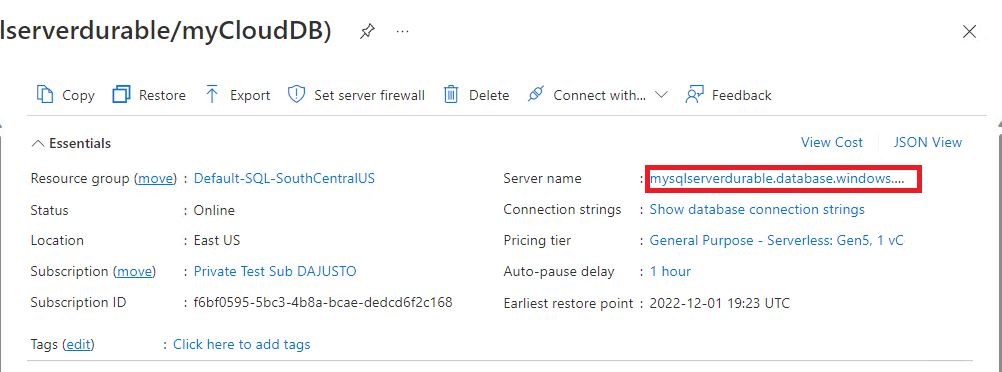 lserverdurable/myCloudDB)
Copy Restore Export Set server firewall Delete Connect with... Feedback
Essentials
View Cost JSON View
Resource group (move) : Default-SQL-SouthCentralUS
Status : Online
Location : East US
Subscription (move) : Private Test Sub DAJUSTO
Subscription ID : f6bf0595-5bc3-4b8a-bcae-dedcd6f2c168
Server name : mysqlserverdurable.database.windows....
Connection strings : Show database connection strings
Pricing tier : General Purpose - Serverless: Gen5, 1 vC
Auto-pause delay : 1 hour
Earliest restore point : 2022-12-01 19:23 UTC
Tags (edit) : Click here to add tags